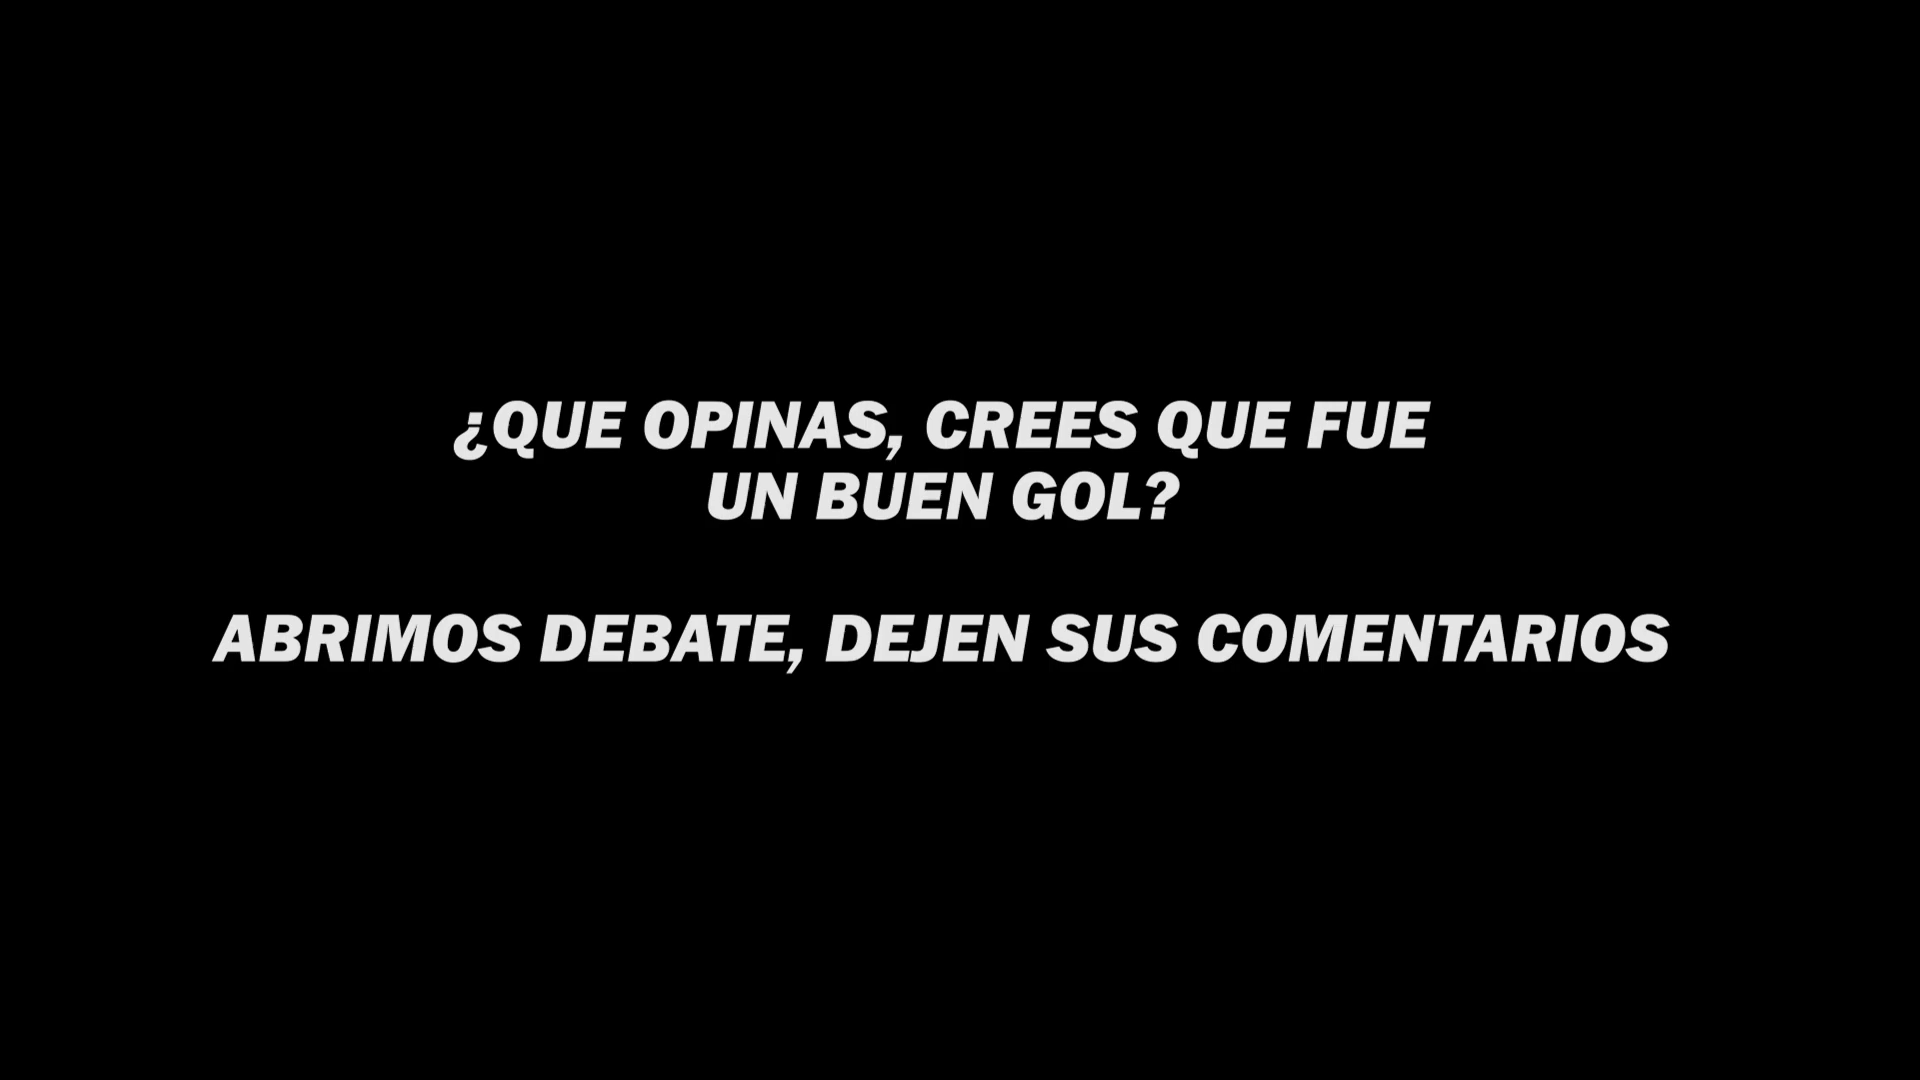 ¿QUE OPINAS, CREES QUE FUE
UN BUEN GOL?
ABRIMOS DEBATE, DEJEN SUS COMENTARIOS